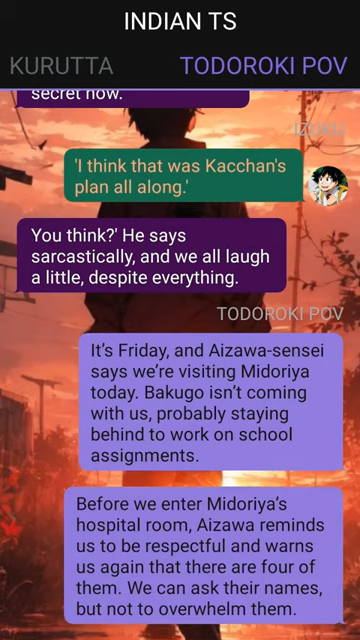 INDIAN TS
KURUTTA
TODOROKI POV
secret now.
IZUKU
'I think that was Kacchan's
plan all along.'
You think?' He says
sarcastically, and we all laugh
a little, despite everything.
TODOROKI POV
It's Friday, and Aizawa-sensei
says we're visiting Midoriya
today. Bakugo isn't coming
with us, probably staying
behind to work on school
assignments.
Before we enter Midoriya's
hospital room, Aizawa reminds
us to be respectful and warns
us again that there are four of
them. We can ask their names,
but not to overwhelm them.